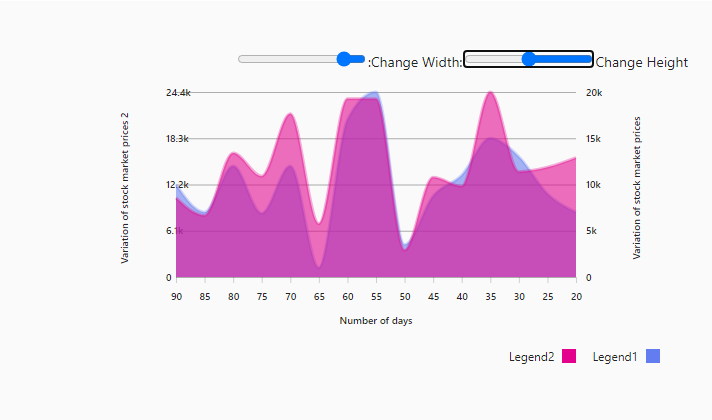 :Change Width:
Change Height
24.4k
18.3k
12.2k
6.1k
0
Variation of stock market prices 2
20k
15k
10k
5k
0
Variation of stock market prices
90 85 80 75 70 65 60 55 50 45 40 35 30 25 20
Number of days
Legend2 Legend1